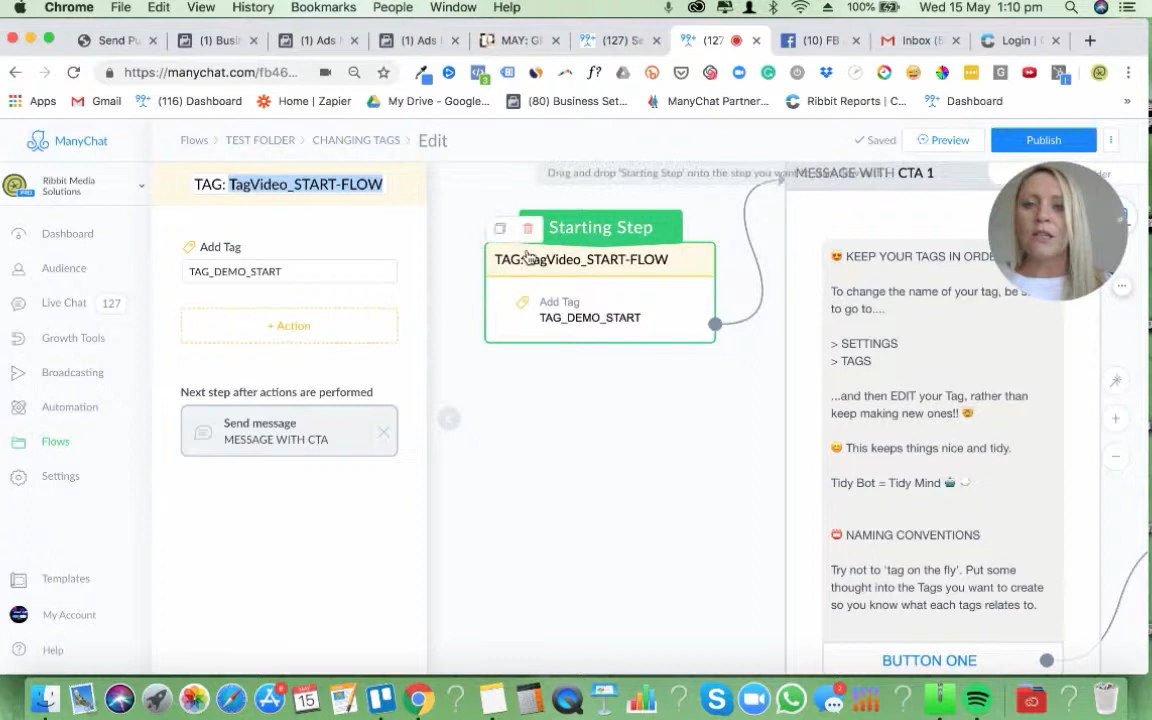 Chrome File Edit View History Bookmarks People Window Help 100% Wed 15 May 1:10 pm
Send Pu (1) Busi (1) Ads (1) Ads MAY: G (127) Se (127 (10) FB Inbox ( Login |
https://manychat.com/fb46...
Apps Gmail (116) Dashboard Home | Zapier My Drive - Google... (80) Business Set... ManyChat Partner... Ribbit Reports | C... Dashboard »
ManyChat
Flows > TEST FOLDER > CHANGING TAGS > Edit
Saved Preview Publish
Ribbit Media
Solutions
PRO
Dashboard
Audience
Live Chat 127
Growth Tools
Broadcasting
Automation
Flows
Settings
Templates
My Account
Help
TAG: TagVideo_START-FLOW
Add Tag
TAG_DEMO_START
+ Action
Next step after actions are performed
Send message
MESSAGE WITH CTA
Drag and drop 'Starting Step' onto the step you want
Starting Step
TAG: TagVideo_START-FLOW
Add Tag
TAG_DEMO_START
MESSAGE WITH CTA 1
😍 KEEP YOUR TAGS IN ORDE
To change the name of your tag, be
to go to....
> SETTINGS
> TAGS
...and then EDIT your Tag, rather than
keep making new ones!! 🤯
😀 This keeps things nice and tidy.
Tidy Bot = Tidy Mind 🤖 💭
📛 NAMING CONVENTIONS
Try not to 'tag on the fly'. Put some
thought into the Tags you want to create
so you know what each tags relates to.
BUTTON ONE